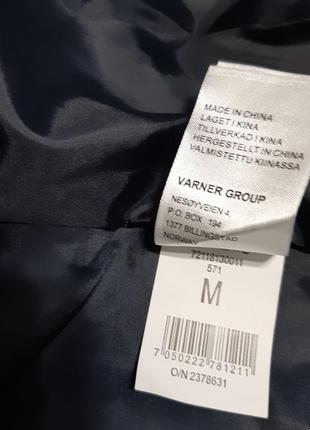 MADE IN CHINA
LAGET I KINA
TILLVERKAD I KINA
HERGESTELLT IN CHINA
VALMISTETTU KIINASSA
VARNER GROUP
NESØYVEIEN 4,
P.O. BOX 194
1377 BILLINGSTAD
NORWAY
72118130011
571
M
7 050222 781211
O/N 2378631